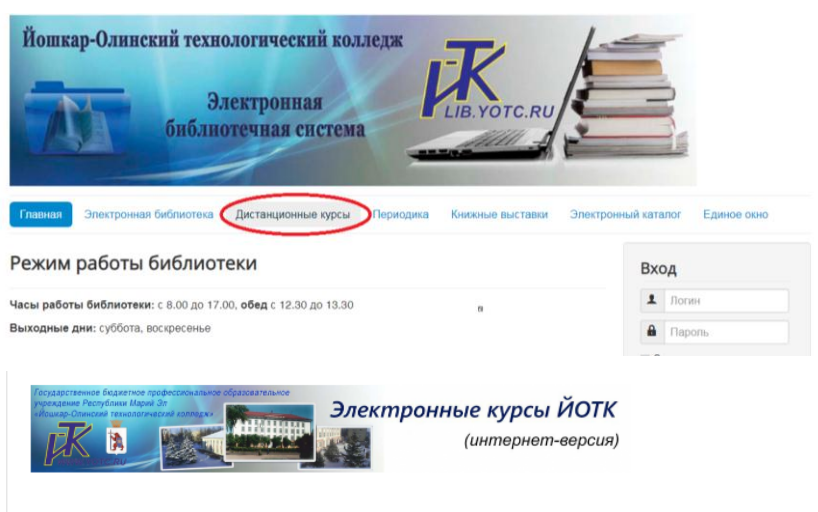 Йошкар-Олинский технологический колледж
Электронная
библиотечная система
ЙТК
LIB.YOTC.RU
Главная Электронная библиотека Дистанционные курсы Периодика Книжные выставки Электронный каталог Единое окно
Режим работы библиотеки
Часы работы библиотеки: с 8.00 до 17.00, обед с 12.30 до 13.30
Выходные дни: суббота, воскресенье
Вход
Логин
Пароль
Государственное бюджетное профессиональное образовательное
учреждение Республики Марий Эл
«Йошкар-Олинский технологический колледж»
ЙТК
Электронные курсы ЙОТК
(интернет-версия)